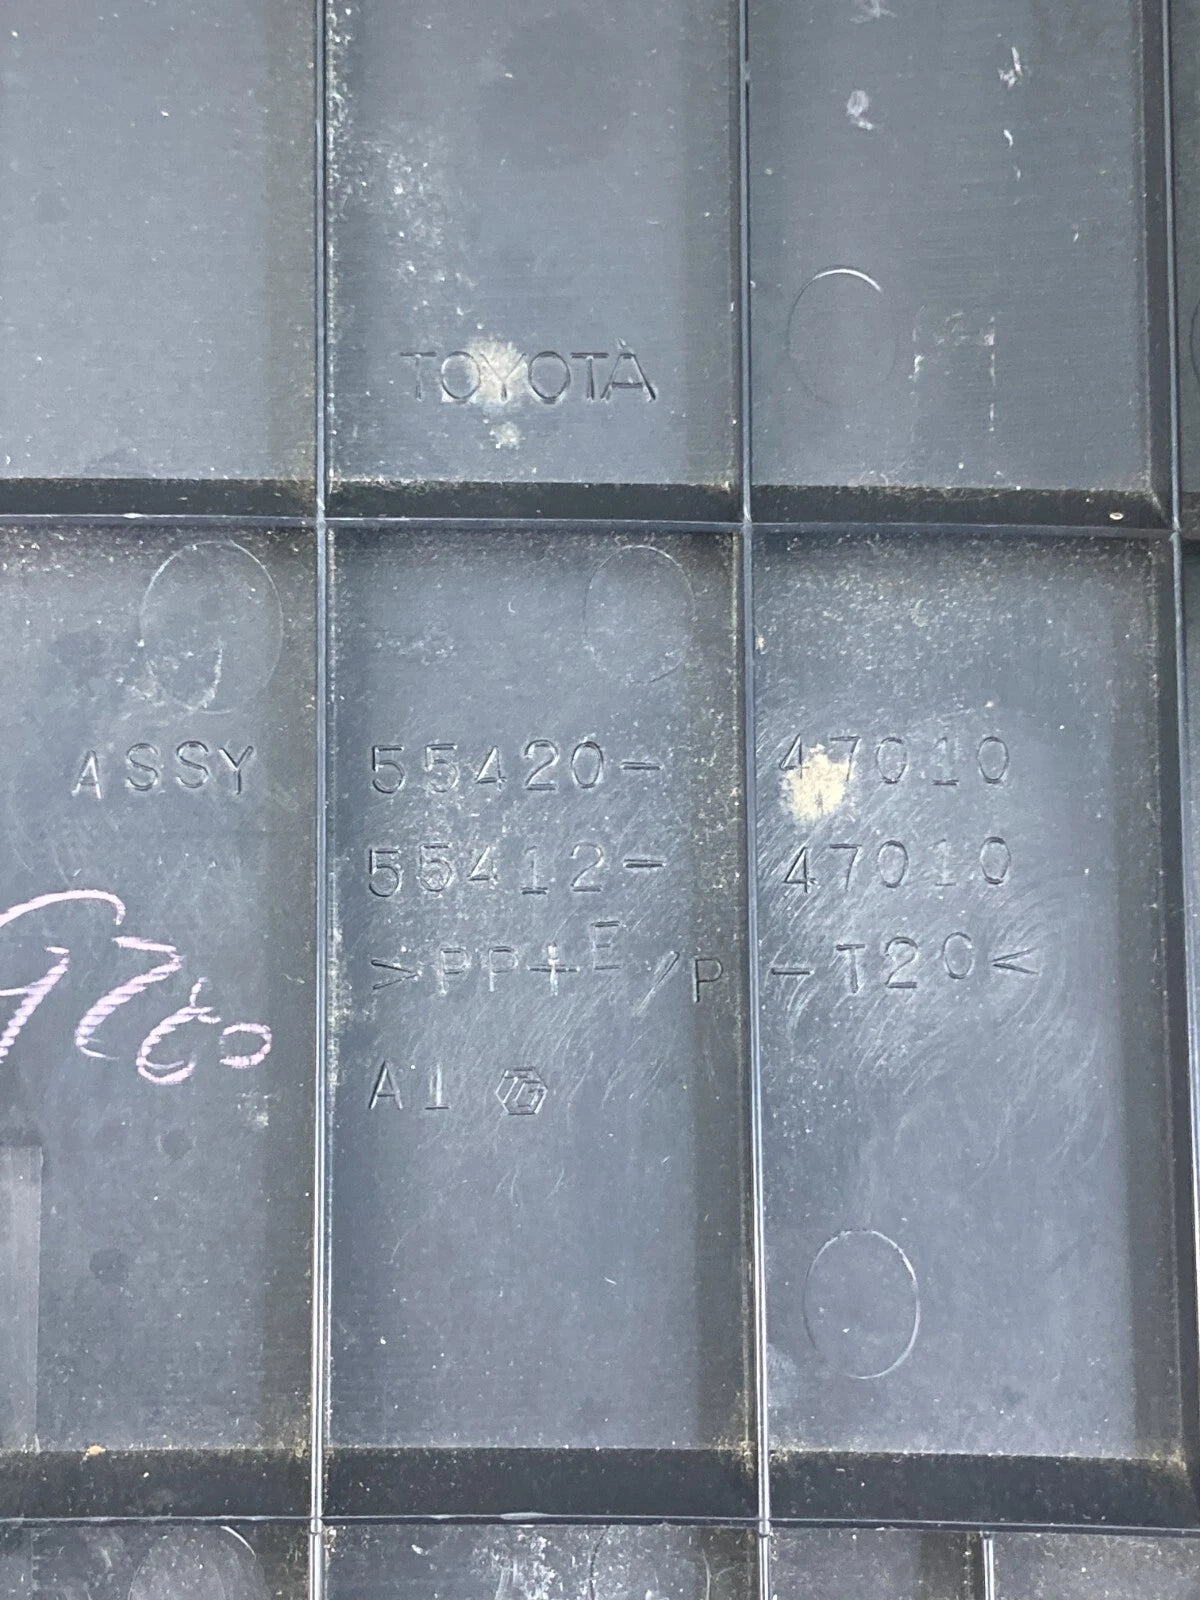 TOYOTA
ASSY 55420-47010
55412-47010
>PP+E/P-T20<
A1